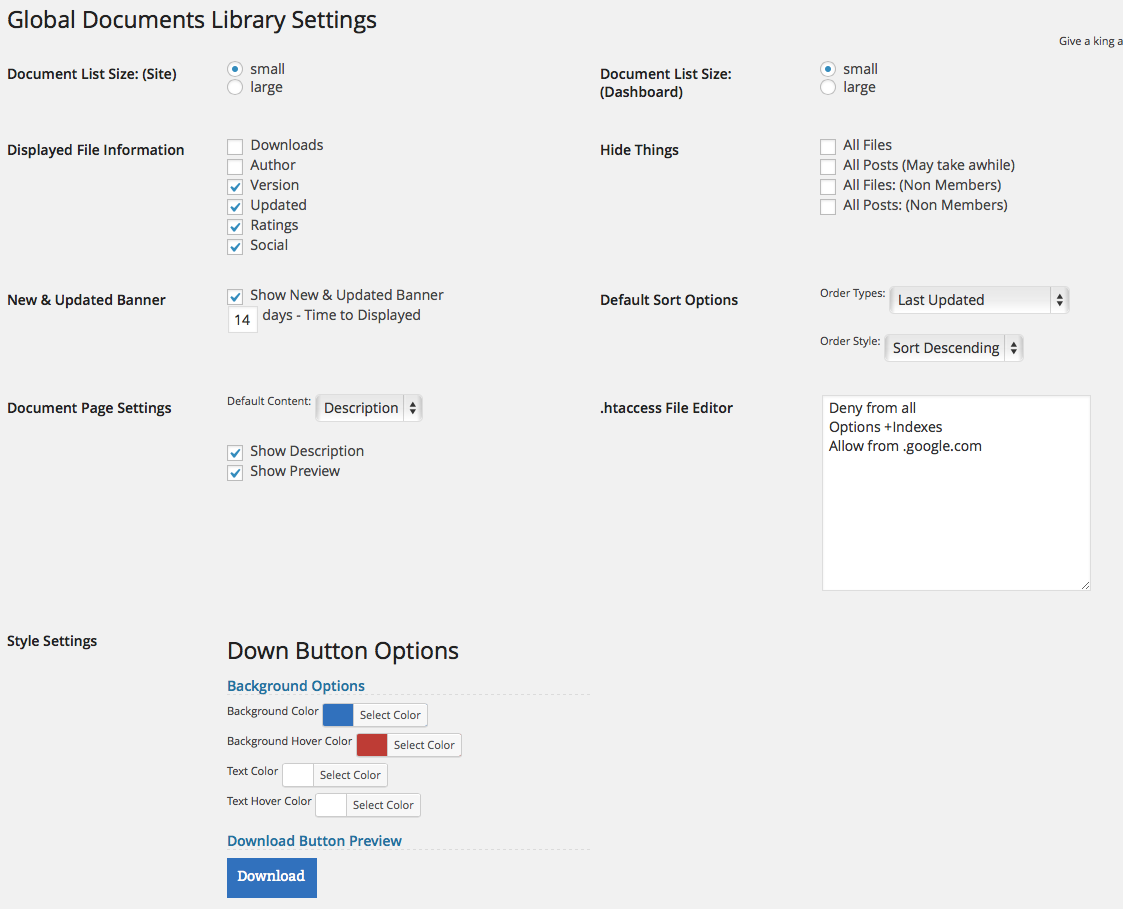 Global Documents Library Settings
Give a king a
Document List Size: (Site)
small
large
Document List Size:
(Dashboard)
small
large
Displayed File Information
Downloads
Author
Version
Updated
Ratings
Social
Hide Things
All Files
All Posts (May take awhile)
All Files: (Non Members)
All Posts: (Non Members)
New & Updated Banner
Show New & Updated Banner
14 days - Time to Displayed
Default Sort Options
Order Types: Last Updated
Order Style: Sort Descending
Document Page Settings
Default Content: Description
Show Description
Show Preview
.htaccess File Editor
Deny from all
Options +Indexes
Allow from .google.com
Style Settings
Down Button Options
Background Options
Background Color Select Color
Background Hover Color Select Color
Text Color Select Color
Text Hover Color Select Color
Download Button Preview
Download